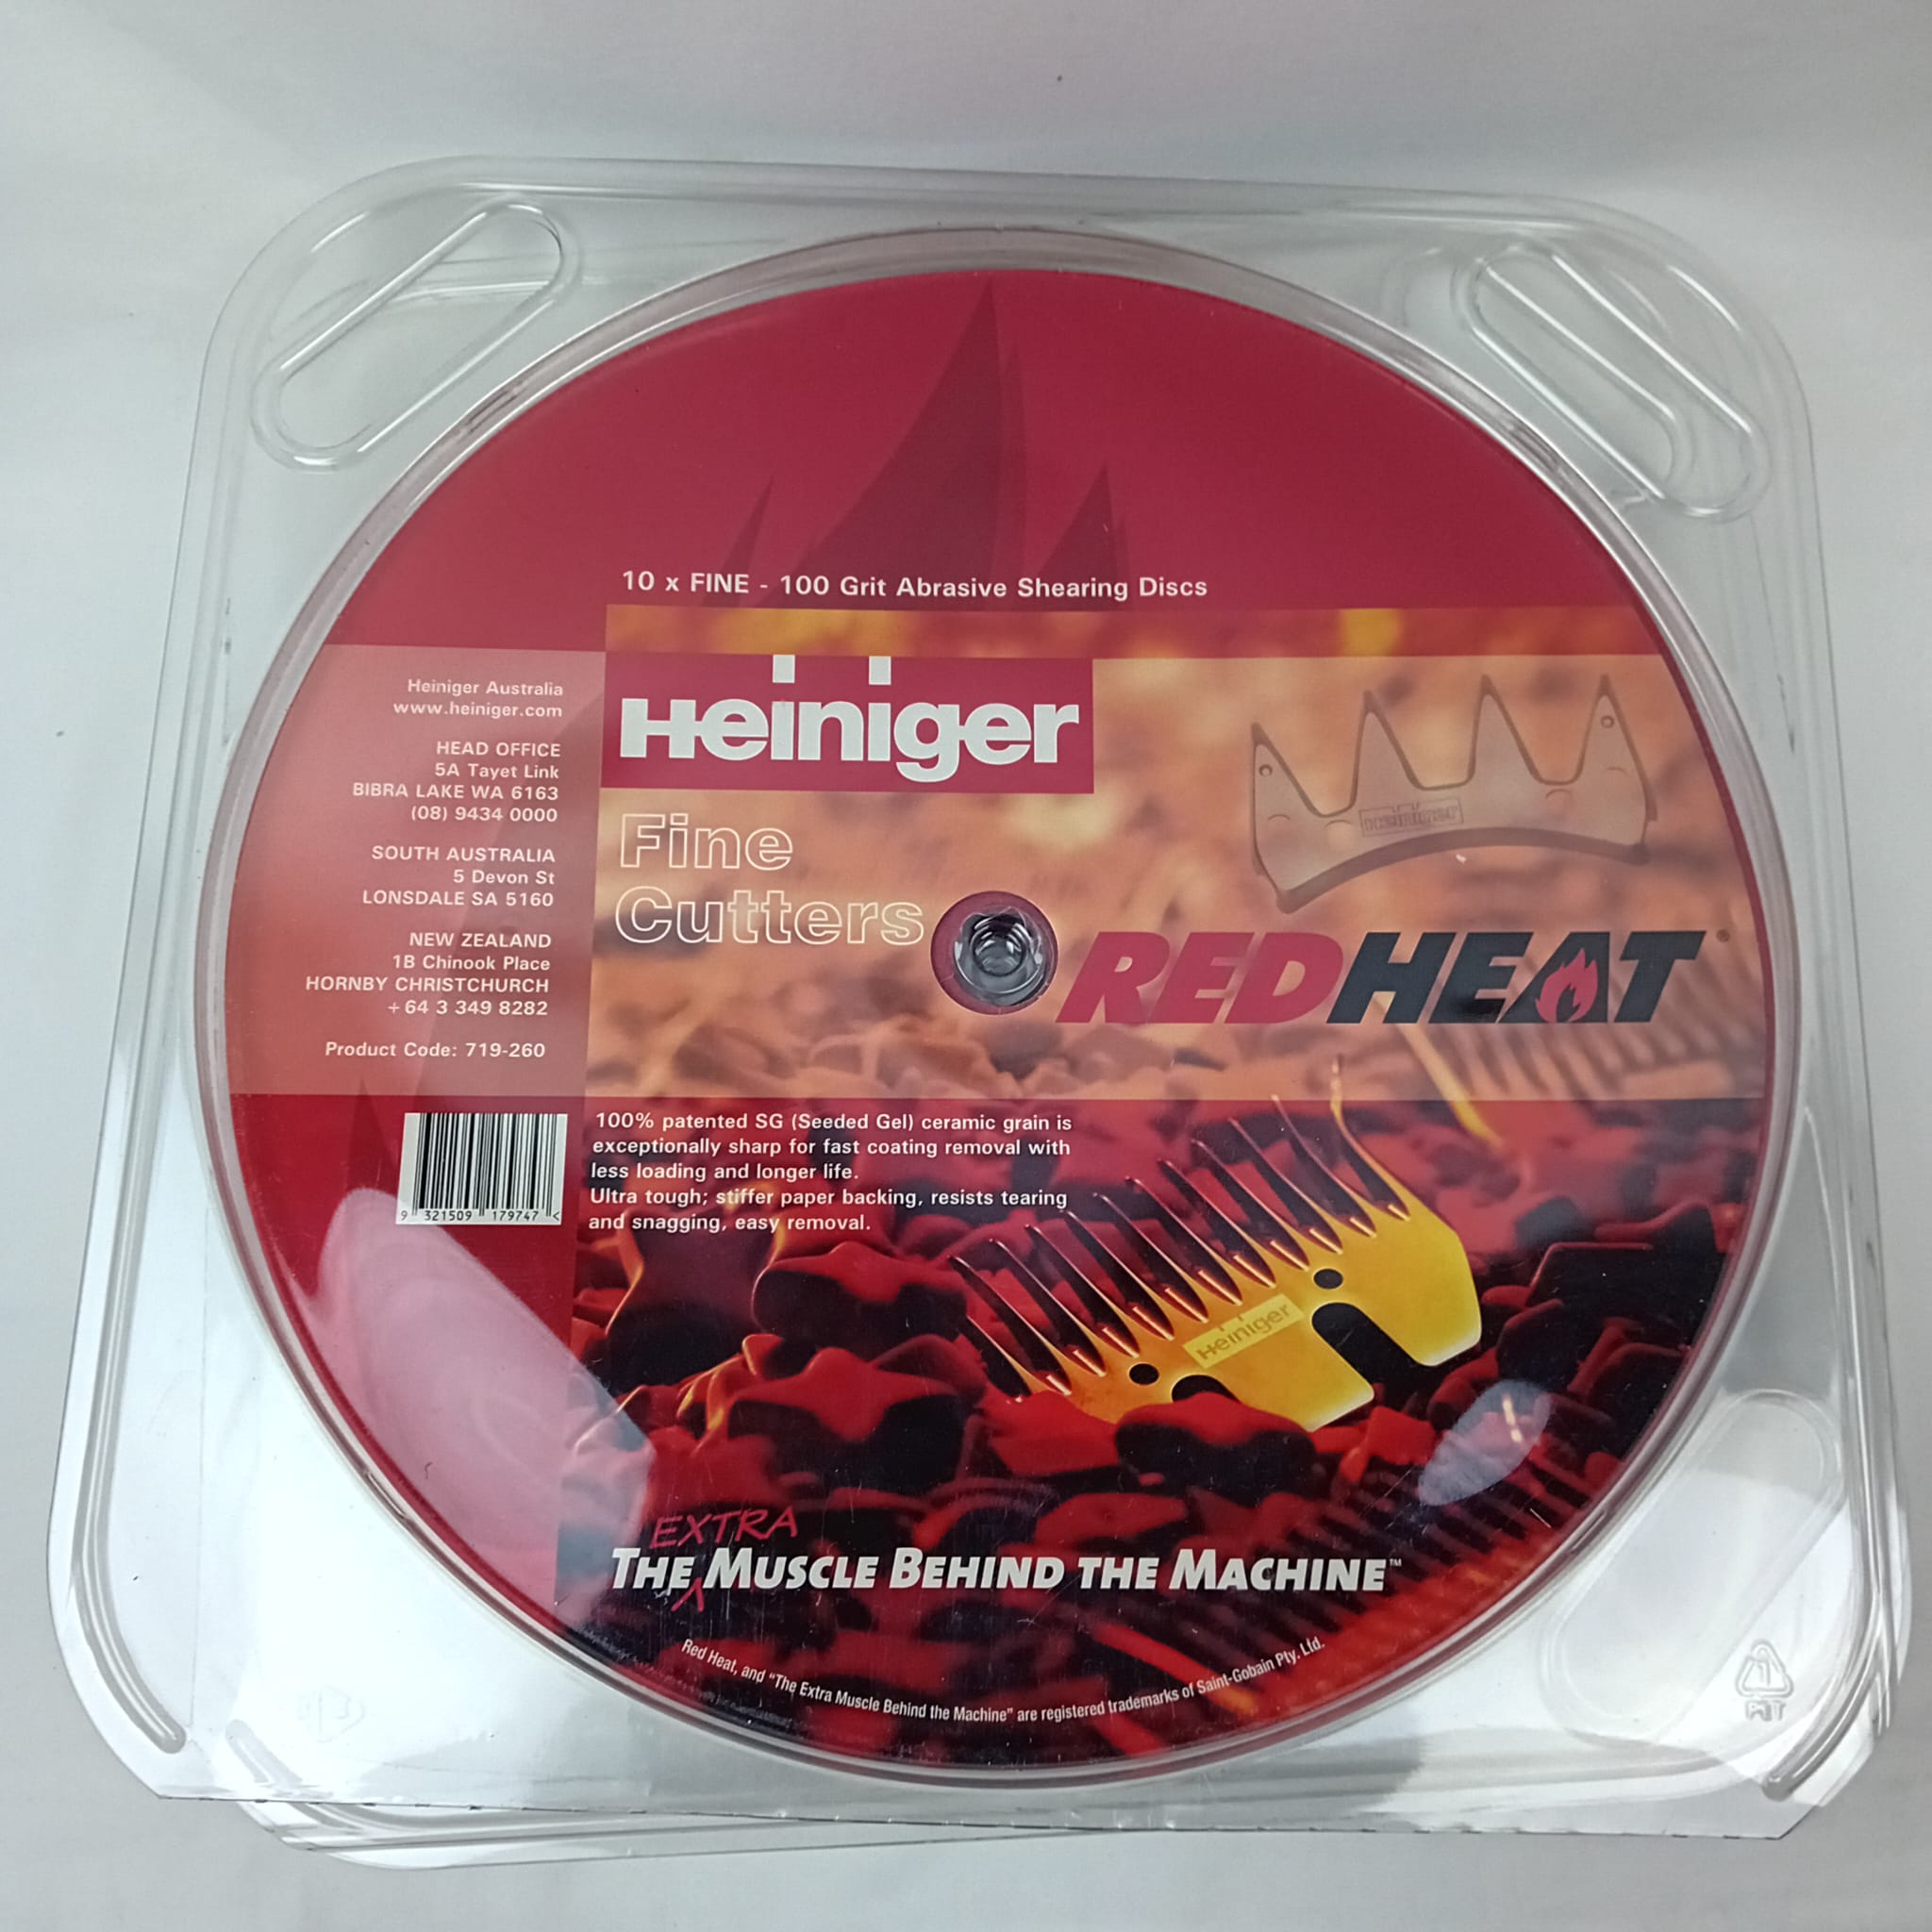 10 x FINE - 100 Grit Abrasive Shearing Discs
Heiniger Australia
www.heiniger.com
HEAD OFFICE
5A Tayet Link
BIBRA LAKE WA 6163
(08) 9434 0000
SOUTH AUSTRALIA
5 Devon St
LONSDALE SA 5160
NEW ZEALAND
1B Chinook Place
HORNBY CHRISTCHURCH
+64 3 349 8282
Product Code: 719-260
9 321509 179747 <
Heiniger
Fine
Cutters
Heiniger
REDHEAT®
100% patented SG (Seeded Gel) ceramic grain is
exceptionally sharp for fast coating removal with
less loading and longer life.
Ultra tough; stiffer paper backing, resists tearing
and snagging, easy removal.
Heiniger
EXTRA
THE MUSCLE BEHIND THE MACHINE™
Red Heat, and "The Extra Muscle Behind the Machine" are registered trademarks of Saint-Gobain Pty. Ltd.
1